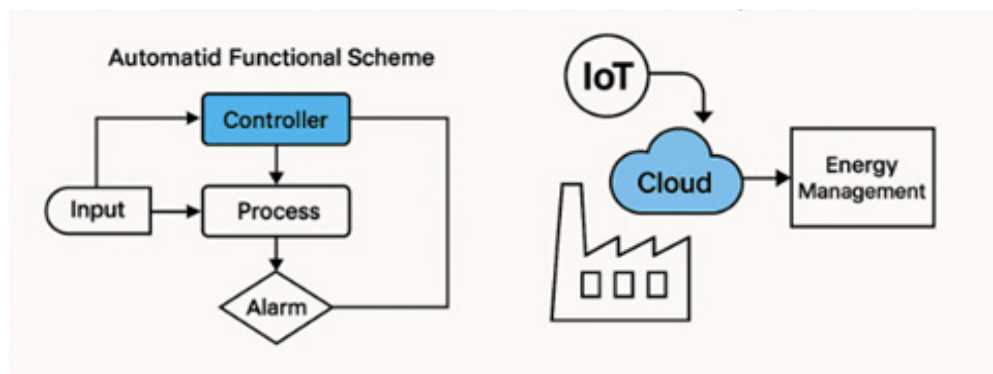 Automatid Functional Scheme
Controller
Input
Process
Alarm
IoT
Cloud
Energy
Management